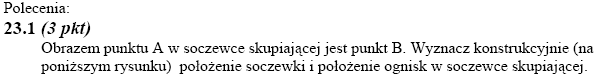 Polecenia:
23.1 (3 pkt)
Obrazem punktu A w soczewce skupiającej jest punkt B. Wyznacz konstrukcyjnie (na
poniższym rysunku) położenie soczewki i położenie ognisk w soczewce skupiającej.